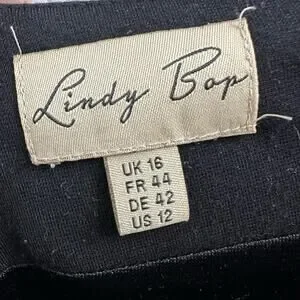 Lindy Bop
UK 16
FR 44
DE 42
US 12